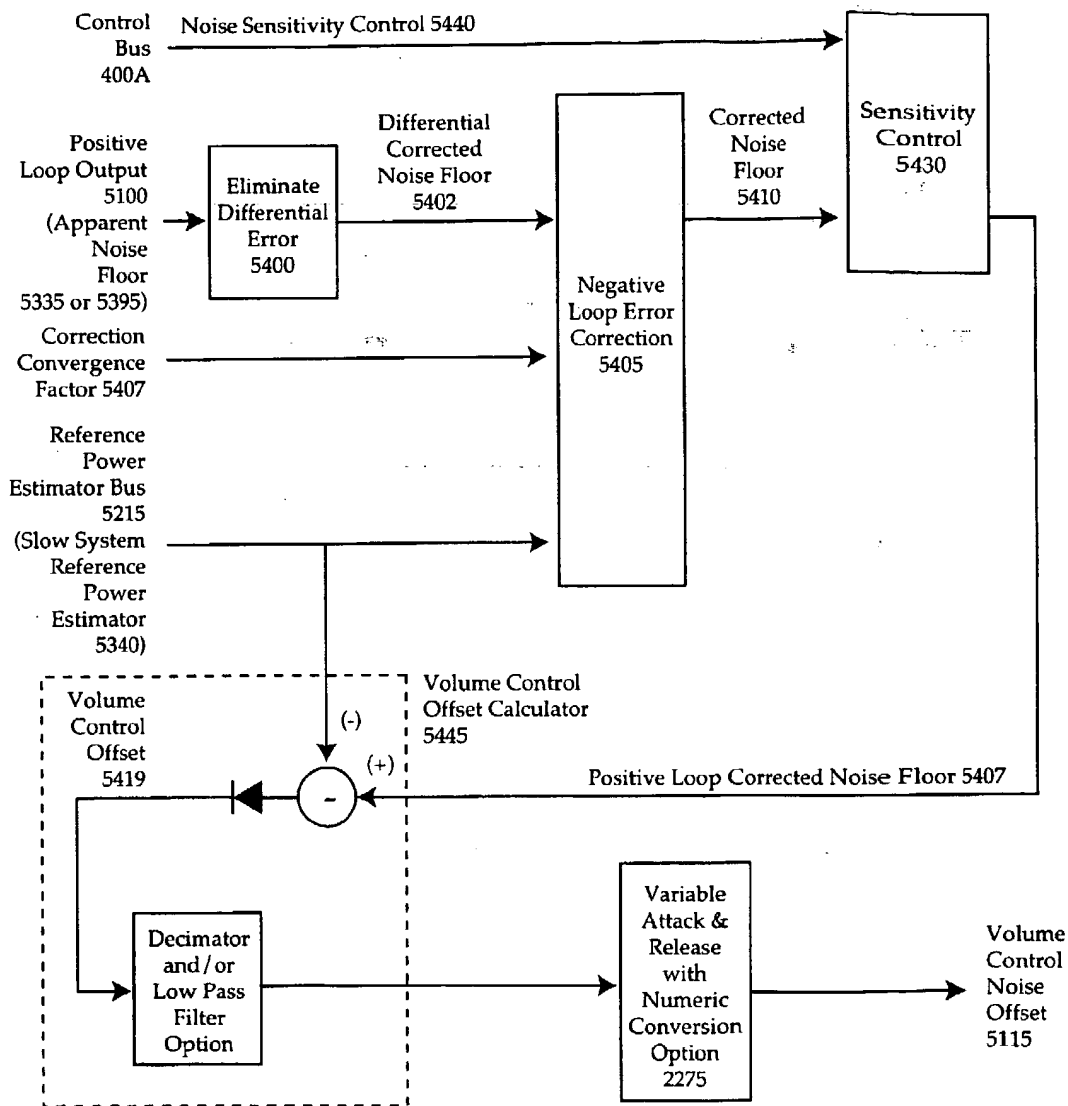 Control
Bus
400A
Noise Sensitivity Control 5440
Sensitivity
Control
5430
Positive
Loop Output
5100
(Apparent
Noise
Floor
5335 or 5395)
Eliminate
Differential
Error
5400
Differential
Corrected
Noise Floor
5402
Corrected
Noise
Floor
5410
Negative
Loop Error
Correction
5405
Correction
Convergence
Factor 5407
Reference
Power
Estimator Bus
5215
(Slow System
Reference
Power
Estimator
5340)
Volume
Control
Offset
5419
(-)
(+)
-
Volume Control
Offset Calculator
5445
Positive Loop Corrected Noise Floor 5407
Decimator
and/or
Low Pass
Filter
Option
Variable
Attack &
Release
with
Numeric
Conversion
Option
2275
Volume
Control
Noise
Offset
5115